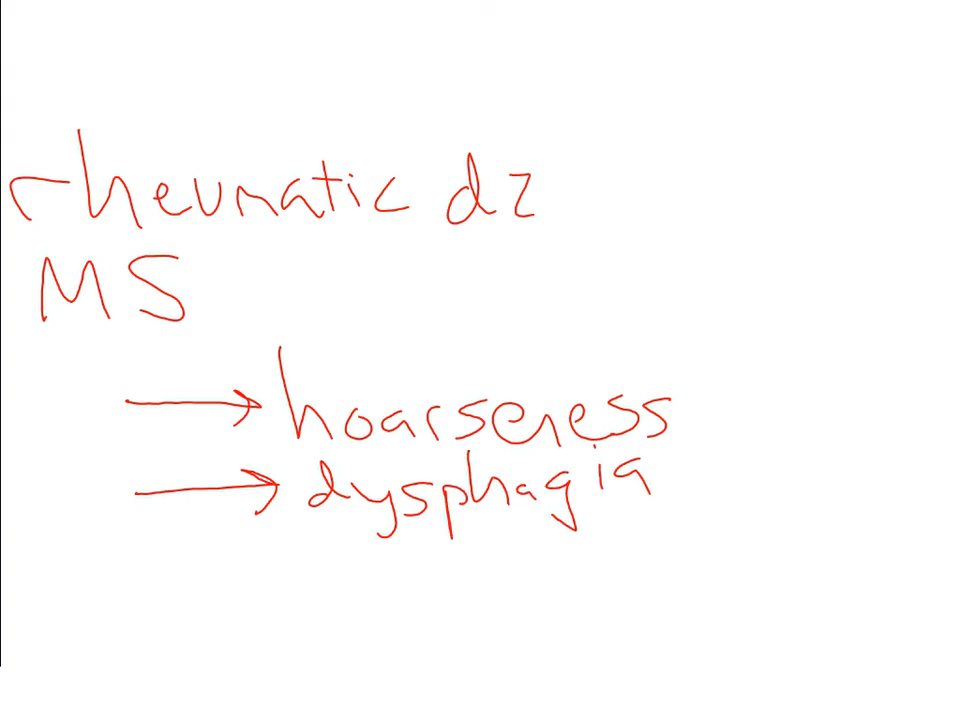 rheumatic dz
MS
→ hoarseness
→ dysphagia